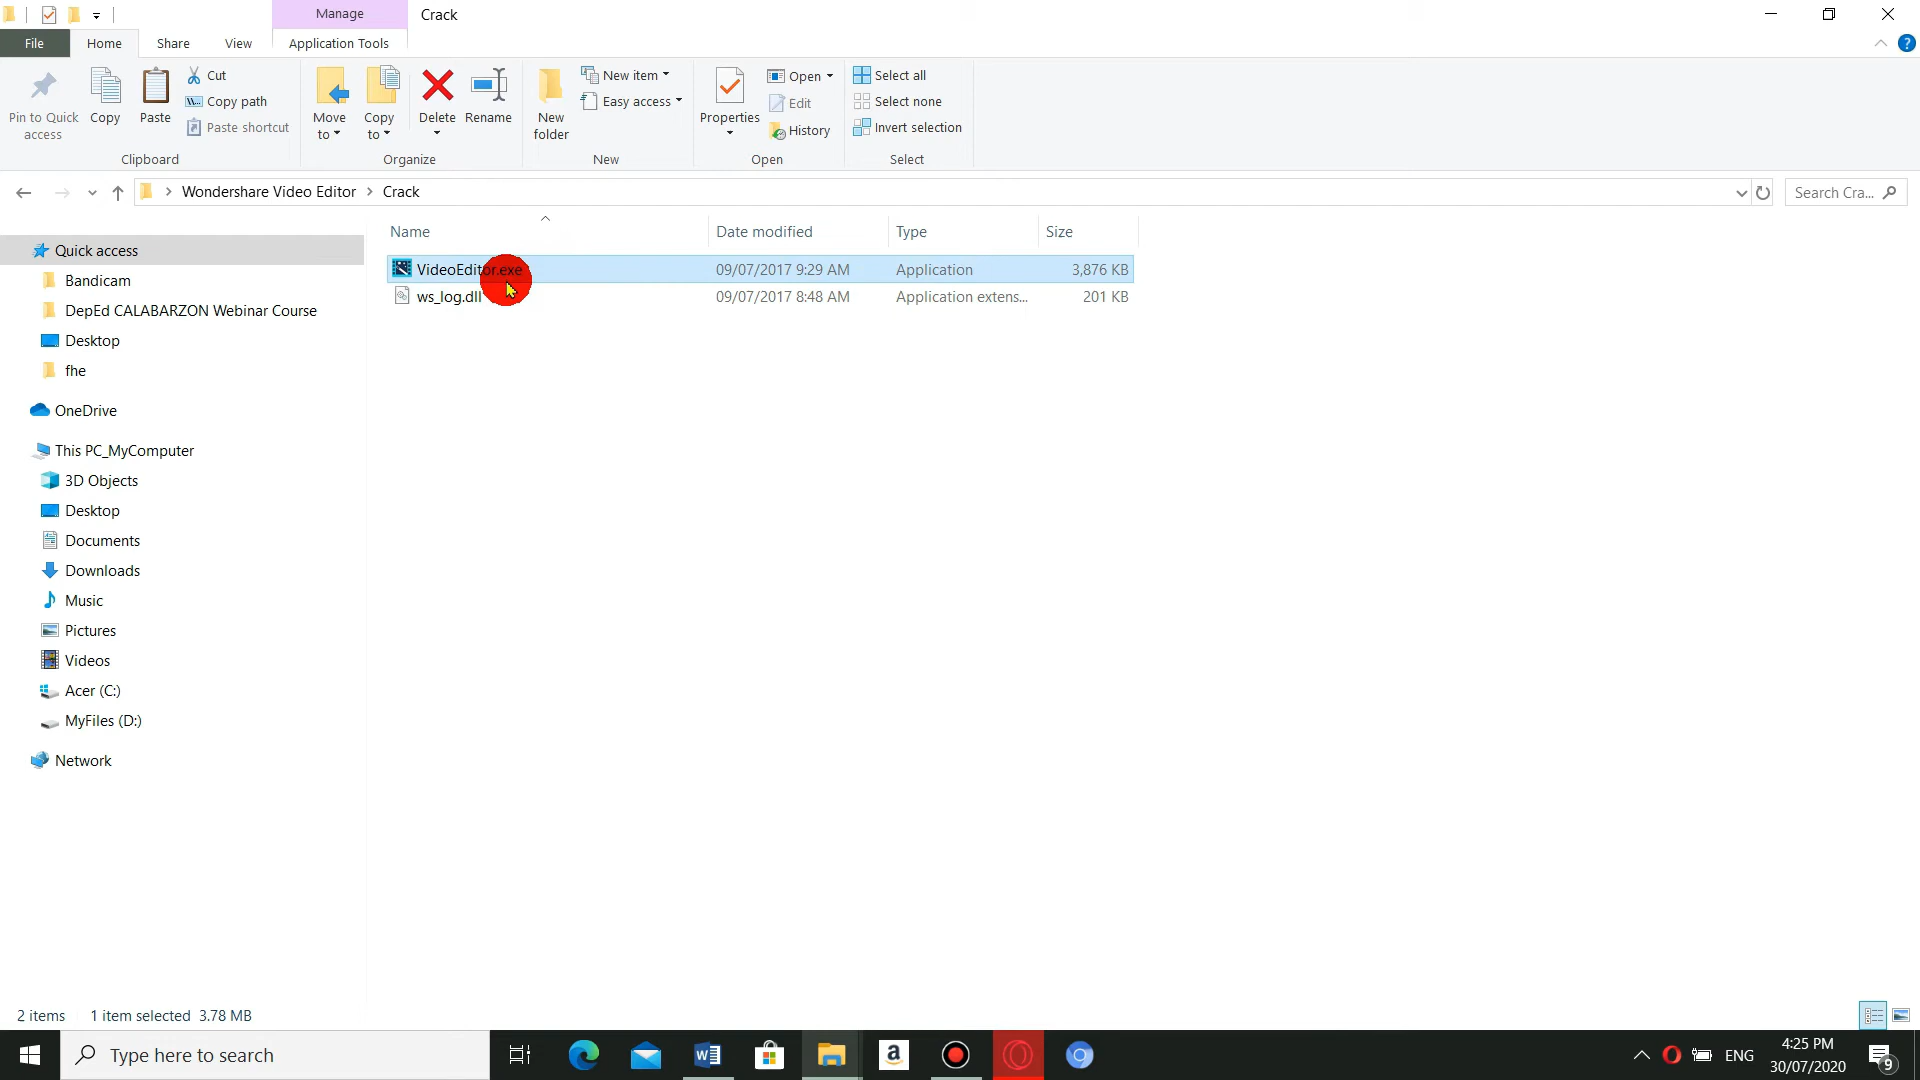 Manage
Crack
File
Home
Share
View
Application Tools
Pin to Quick access
Copy
Paste
Cut
Copy path
Paste shortcut
Clipboard
Move to
Copy to
Delete
Rename
Organize
New folder
New item
Easy access
New
Properties
Open
Edit
History
Open
Select all
Select none
Invert selection
Select
Wondershare Video Editor
Crack
Search Cra...
Name
Date modified
Type
Size
VideoEditor.exe
09/07/2017 9:29 AM
Application
3,876 KB
ws_log.dll
09/07/2017 8:48 AM
Application extens...
201 KB
Quick access
Bandicam
DepEd CALABARZON Webinar Course
Desktop
fhe
OneDrive
This PC_MyComputer
3D Objects
Desktop
Documents
Downloads
Music
Pictures
Videos
Acer (C:)
MyFiles (D:)
Network
2 items
1 item selected 3.78 MB
Type here to search
ENG
4:25 PM
30/07/2020
9